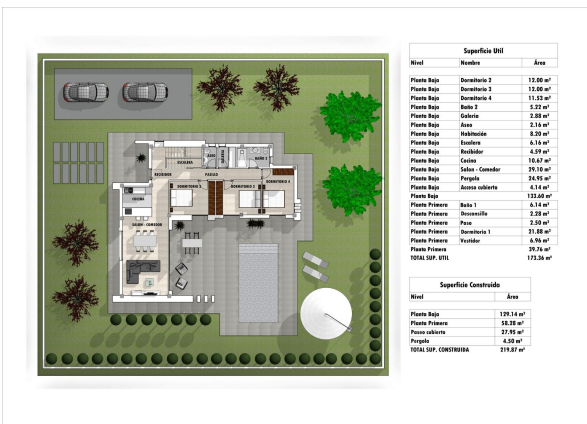 Superficie Util
Nivel Nombre Área
Planta Baja Dormitorio 2 12.00 m²
Planta Baja Dormitorio 3 12.00 m²
Planta Baja Dormitorio 4 11.53 m²
Planta Baja Baño 2 5.22 m²
Planta Baja Galeria 2.88 m²
Planta Baja Aseo 2.16 m²
Planta Baja Habitación 8.20 m²
Planta Baja Escalera 6.16 m²
Planta Baja Recibidor 4.59 m²
Planta Baja Cocina 10.67 m²
Planta Baja Salon - Comedor 29.10 m²
Planta Baja Pergola 24.95 m²
Planta Baja Acceso cubierto 4.14 m²
Planta Baja 133.60 m²
Planta Primera Baño 1 6.14 m²
Planta Primera Descansillo 2.28 m²
Planta Primera Paso 2.50 m²
Planta Primera Dormitorio 1 21.88 m²
Planta Primera Vestidor 6.96 m²
Planta Primera 39.76 m²
TOTAL SUP. UTIL 173.36 m²
Superficie Construida
Nivel Área
Planta Baja 129.14 m²
Planta Primera 58.28 m²
Paseo cubierto 27.95 m²
Pergola 4.50 m²
TOTAL SUP. CONSTRUIDA 219.87 m²
ESCALERA
ASEO
BAÑO 2
RECIBIDOR
PASILLO
DORMITORIO 4
DORMITORIO 2
DORMITORIO 3
COCINA
SALON - COMEDOR